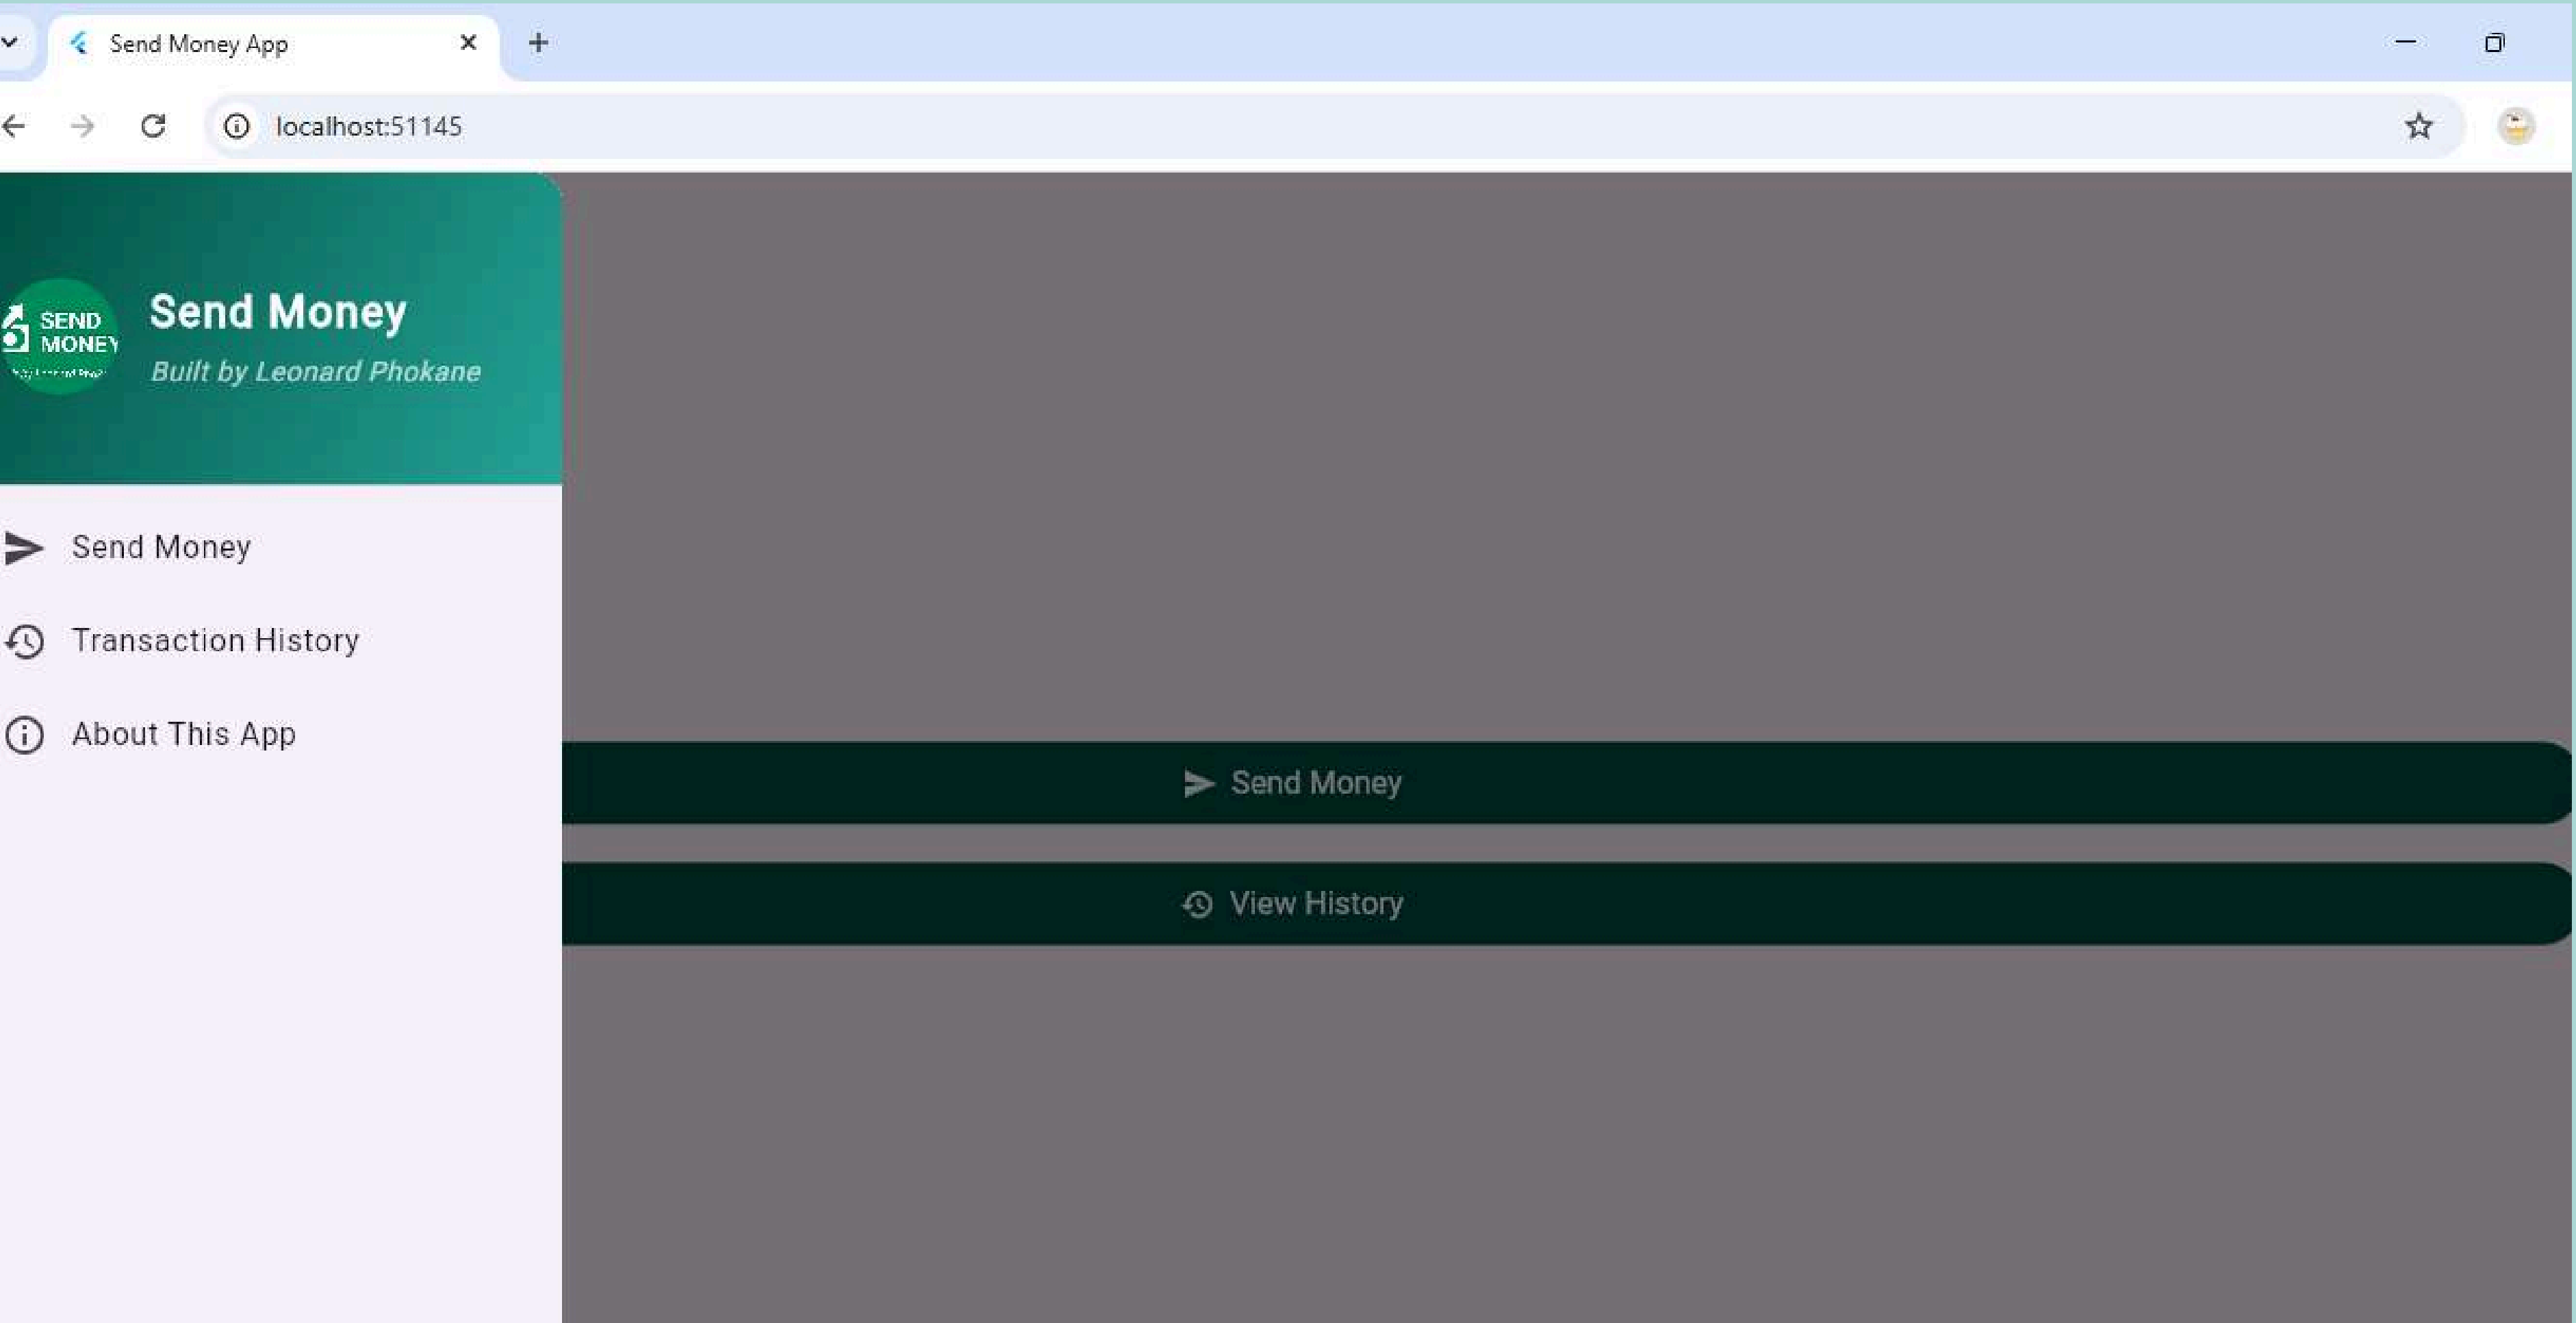 Send Money App
localhost:51145
SEND
MONEY
Send Money
Built by Leonard Phokane
Send Money
Transaction History
About This App
Send Money
View History